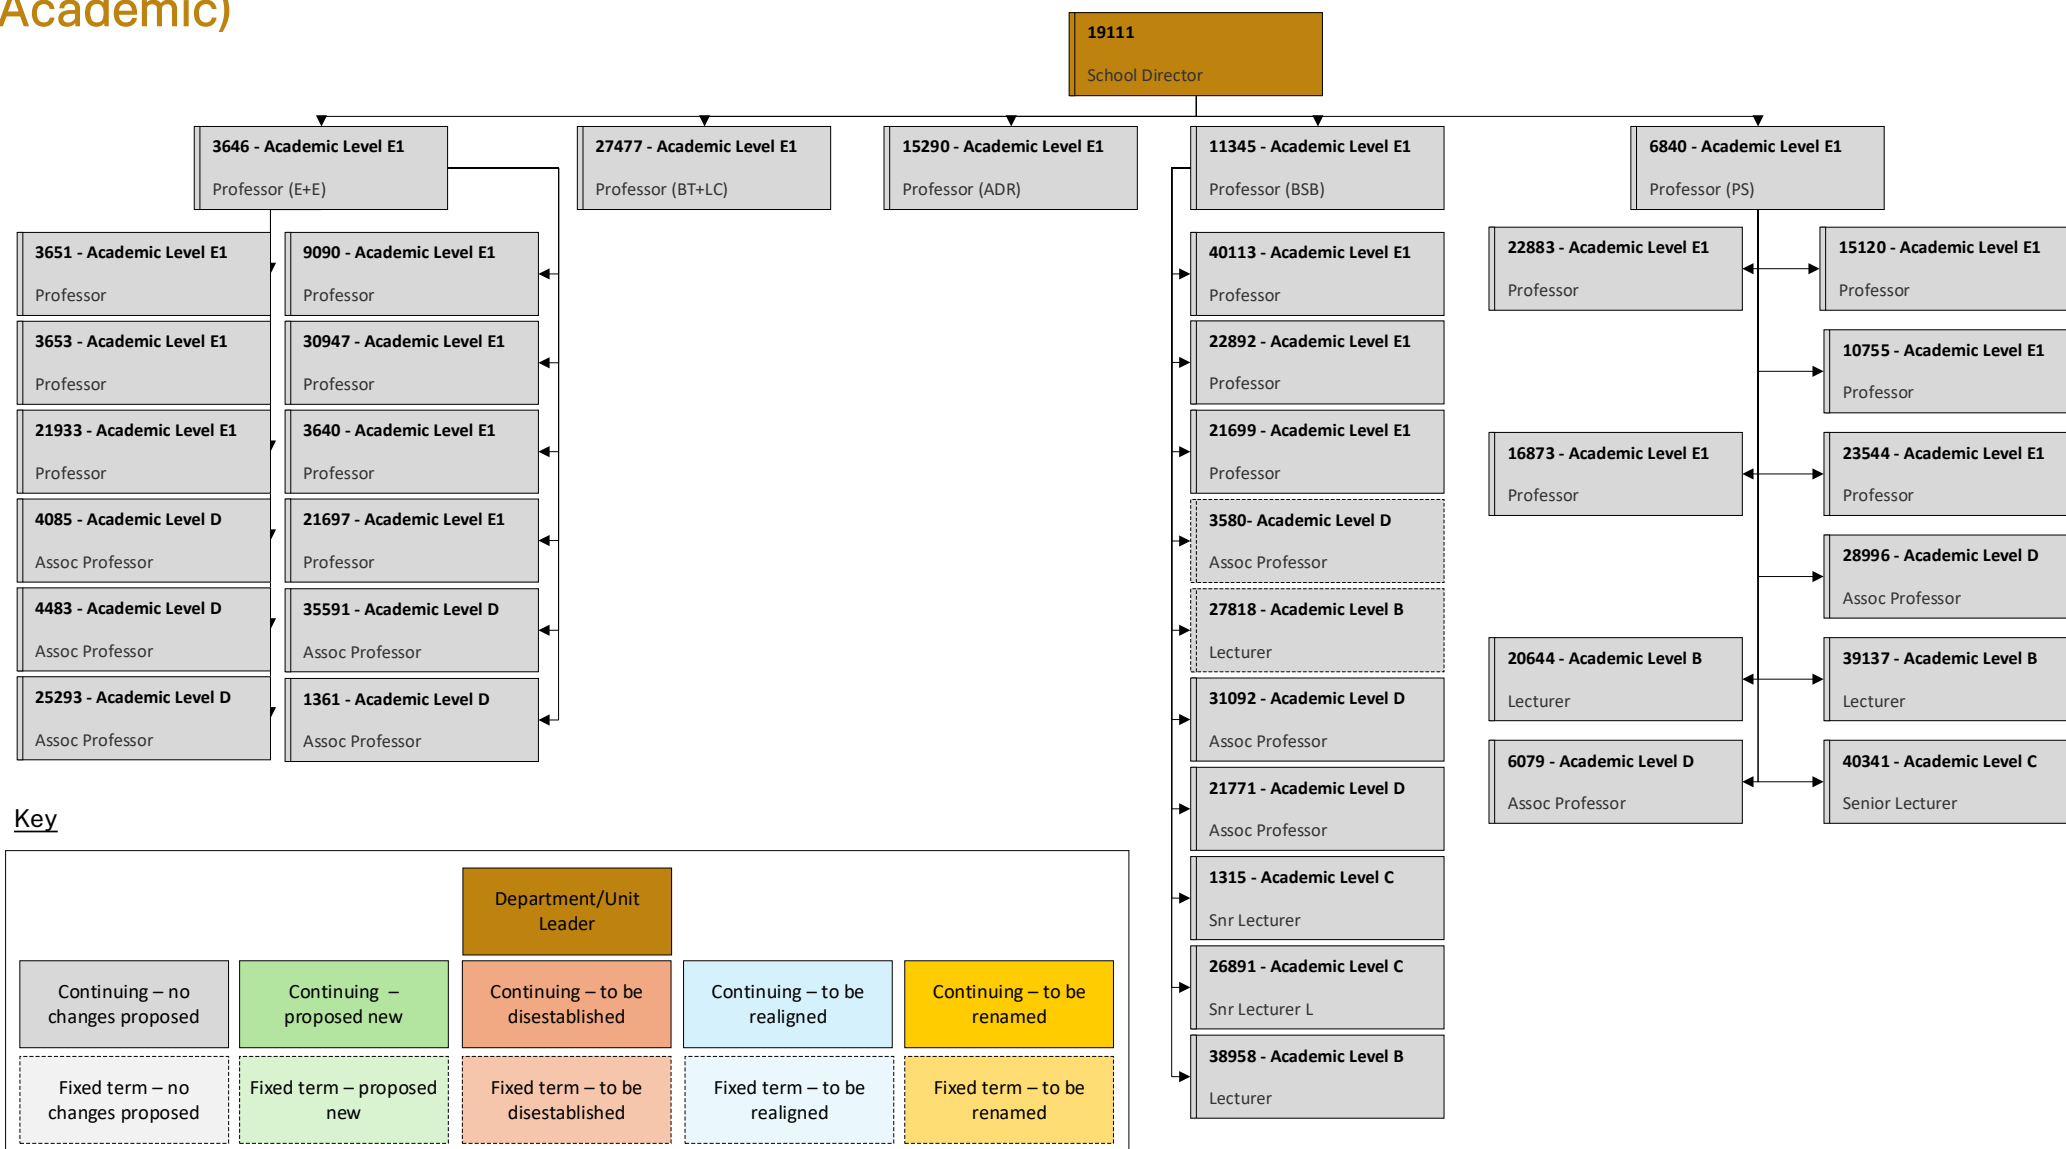 Academic)
19111
School Director
3646 - Academic Level E1
Professor (E+E)
27477 - Academic Level E1
Professor (BT+LC)
15290 - Academic Level E1
Professor (ADR)
11345 - Academic Level E1
Professor (BSB)
6840 - Academic Level E1
Professor (PS)
3651 - Academic Level E1
Professor
3653 - Academic Level E1
Professor
21933 - Academic Level E1
Professor
4085 - Academic Level D
Assoc Professor
4483 - Academic Level D
Assoc Professor
25293 - Academic Level D
Assoc Professor
9090 - Academic Level E1
Professor
30947 - Academic Level E1
Professor
3640 - Academic Level E1
Professor
21697 - Academic Level E1
Professor
35591 - Academic Level D
Assoc Professor
1361 - Academic Level D
Assoc Professor
40113 - Academic Level E1
Professor
22892 - Academic Level E1
Professor
21699 - Academic Level E1
Professor
3580- Academic Level D
Assoc Professor
27818 - Academic Level B
Lecturer
31092 - Academic Level D
Assoc Professor
21771 - Academic Level D
Assoc Professor
1315 - Academic Level C
Snr Lecturer
26891 - Academic Level C
Snr Lecturer L
38958 - Academic Level B
Lecturer
22883 - Academic Level E1
Professor
16873 - Academic Level E1
Professor
20644 - Academic Level B
Lecturer
6079 - Academic Level D
Assoc Professor
15120 - Academic Level E1
Professor
10755 - Academic Level E1
Professor
23544 - Academic Level E1
Professor
28996 - Academic Level D
Assoc Professor
39137 - Academic Level B
Lecturer
40341 - Academic Level C
Senior Lecturer
Key
Department/Unit
Leader
Continuing – no
changes proposed
Continuing –
proposed new
Continuing – to be
disestablished
Continuing – to be
realigned
Continuing – to be
renamed
Fixed term – no
changes proposed
Fixed term – proposed
new
Fixed term – to be
disestablished
Fixed term – to be
realigned
Fixed term – to be
renamed